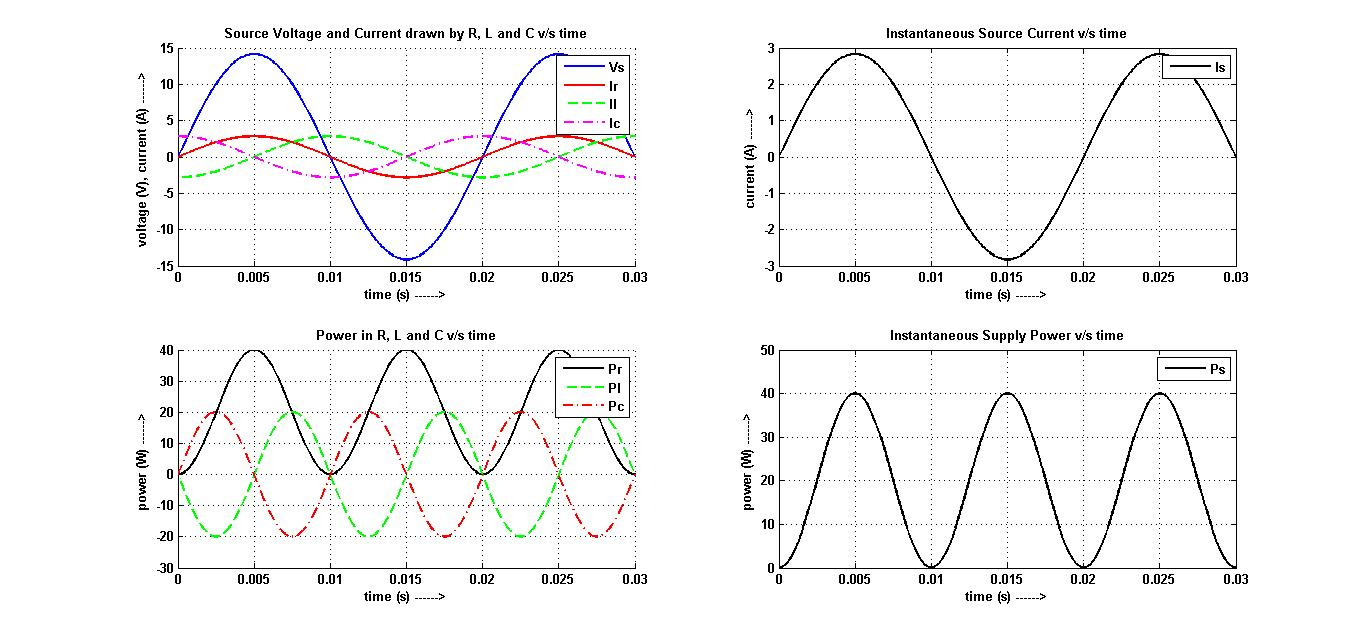 Source Voltage and Current drawn by R, L and C v/s time
15
10
5
0
-5
-10
-15
voltage (V), current (A) ----->
Vs
Ir
Il
Ic
0 0.005 0.01 0.015 0.02 0.025 0.03
time (s) ------>
Instantaneous Source Current v/s time
3
2
1
0
-1
-2
-3
current (A) ----->
Is
0 0.005 0.01 0.015 0.02 0.025 0.03
time (s) ------>
Power in R, L and C v/s time
40
30
20
10
0
-10
-20
-30
power (W) ----->
Pr
Pl
Pc
0 0.005 0.01 0.015 0.02 0.025 0.03
time (s) ------>
Instantaneous Supply Power v/s time
50
40
30
20
10
0
power (W) ----->
Ps
0 0.005 0.01 0.015 0.02 0.025 0.03
time (s) ------>